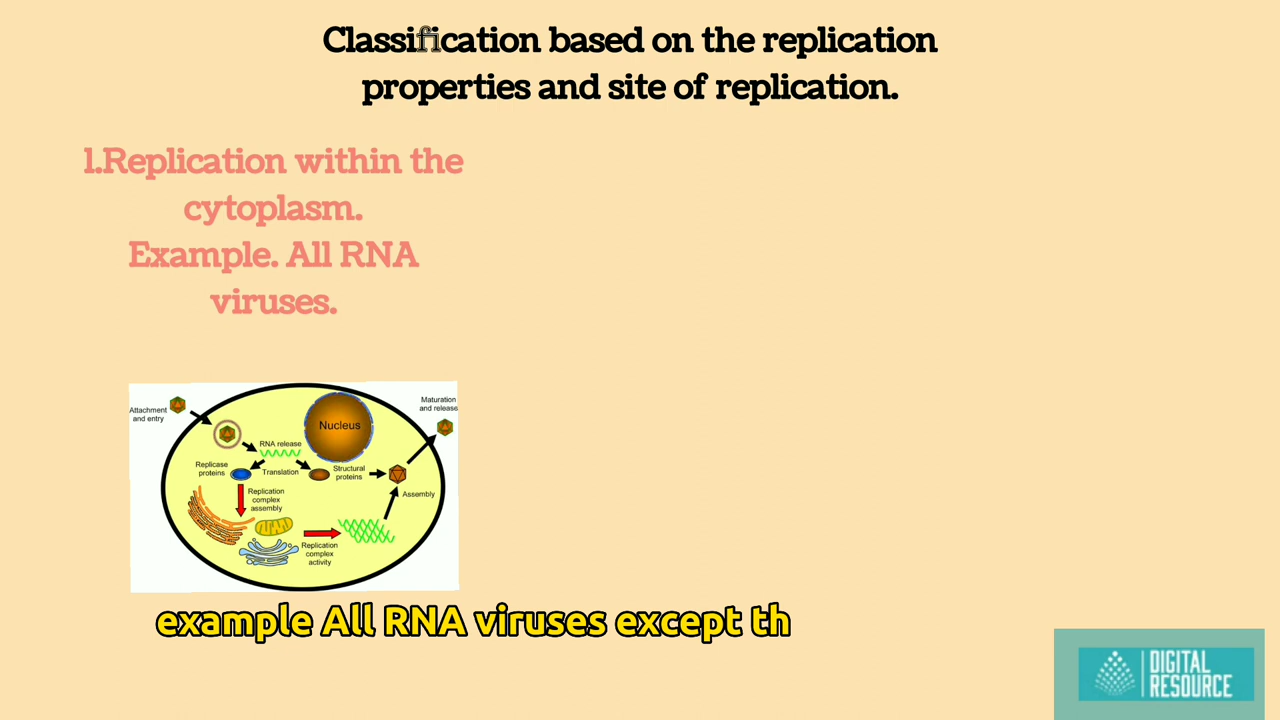 Classification based on the replication
properties and site of replication.
1.Replication within the
cytoplasm.
Example. All RNA
viruses.
Attachment
and entry
Maturation
and release
Nucleus
RNA release
Replicase
proteins
Translation
Structural
proteins
Replication
complex
assembly
Assembly
Replication
complex
activity
example All RNA viruses except th
DIGITAL
RESOURCE